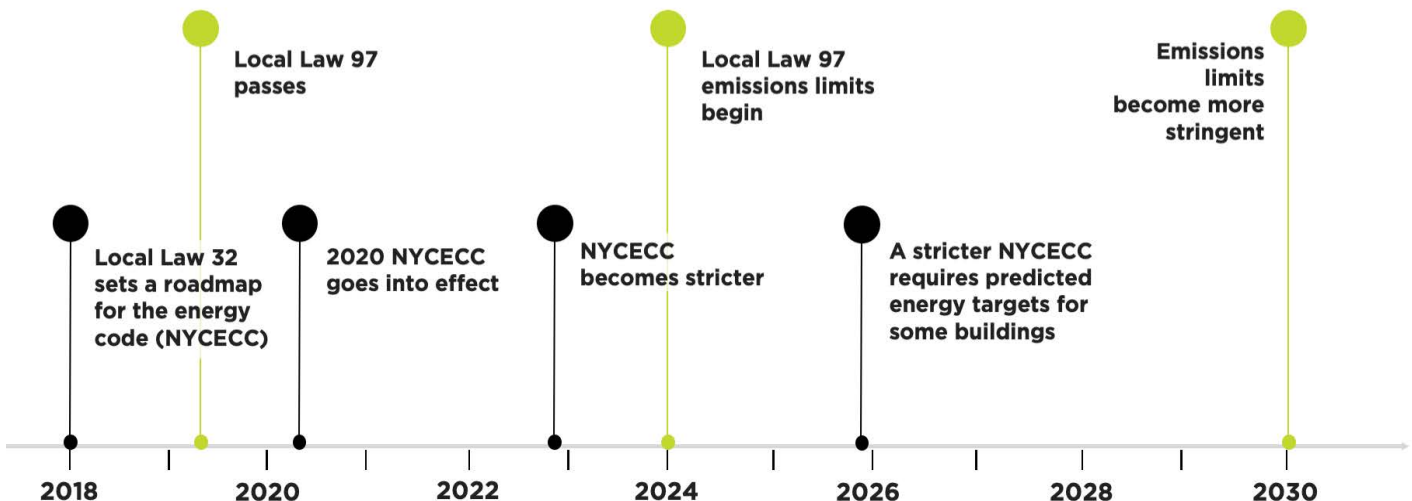 Local Law 97
passes
Local Law 97
emissions limits
begin
Emissions
limits
become more
stringent
Local Law 32
sets a roadmap
for the energy
code (NYCECC)
2020 NYCECC
goes into effect
NYCECC
becomes stricter
A stricter NYCECC
requires predicted
energy targets for
some buildings
2018
2020
2022
2024
2026
2028
2030